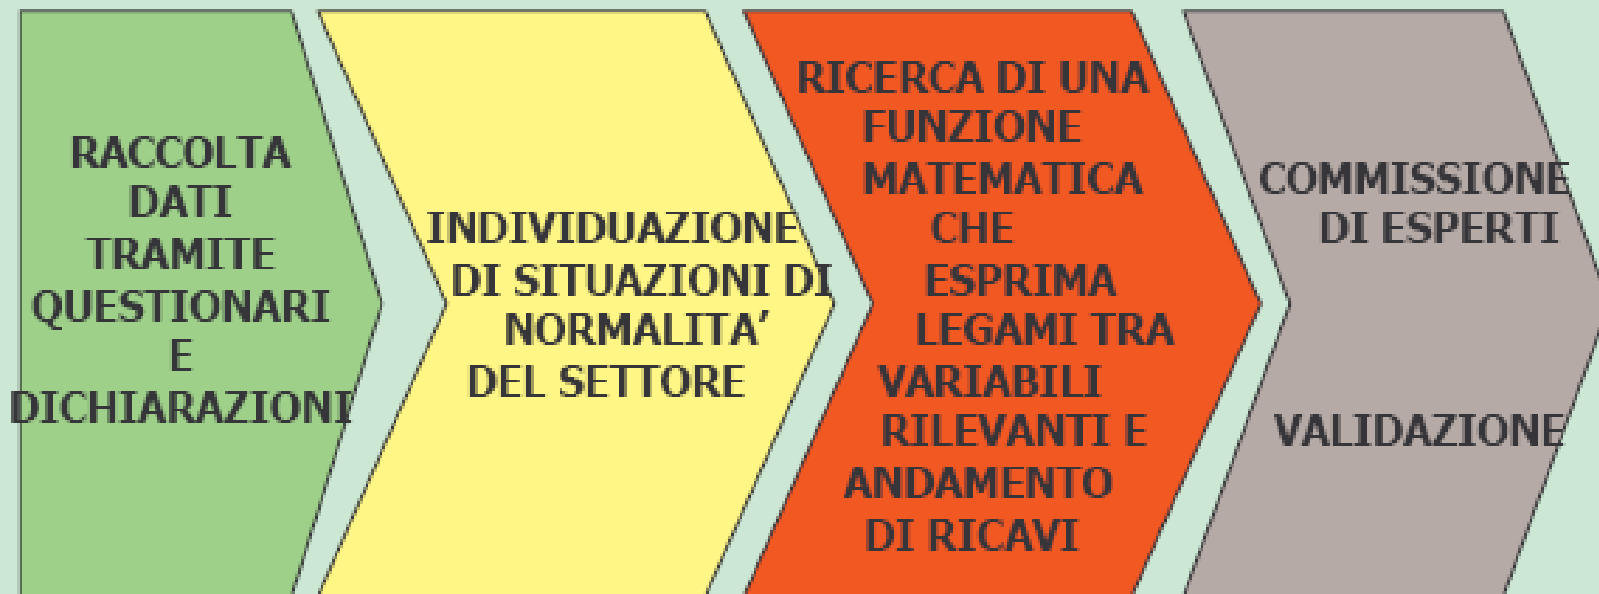 RACCOLTA
DATI
TRAMITE
QUESTIONARI
E
DICHIARAZIONI
INDIVIDUAZIONE
DI SITUAZIONI DI
NORMALITA’
DEL SETTORE
RICERCA DI UNA
FUNZIONE
MATEMATICA
CHE
ESPRIMA
LEGAMI TRA
VARIABILI
RILEVANTI E
ANDAMENTO
DI RICAVI
COMMISSIONE
DI ESPERTI
VALIDAZIONE